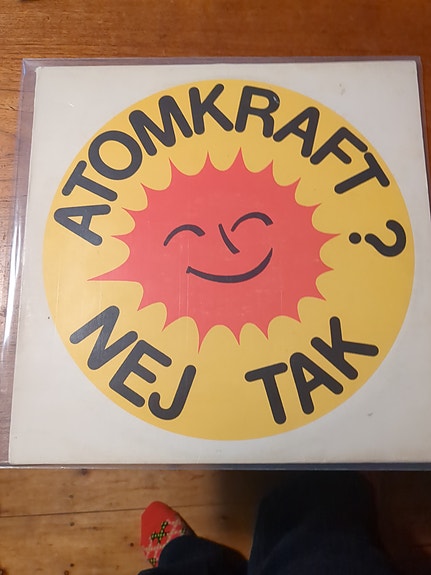 ATOMKRAFT ?
NEJ TAK